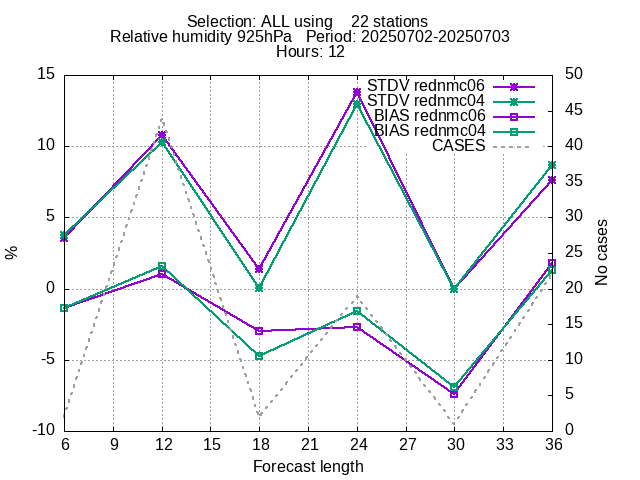 Selection: ALL using    22 stations
Relative humidity 925hPa   Period: 20250702-20250703
Hours: 12
STDV rednmc06
STDV rednmc04
BIAS rednmc06
BIAS rednmc04
CASES
15
10
5
0
-5
-10
%
50
45
40
35
30
25
20
15
10
5
0
No cases
6 9 12 15 18 21 24 27 30 33 36
Forecast length